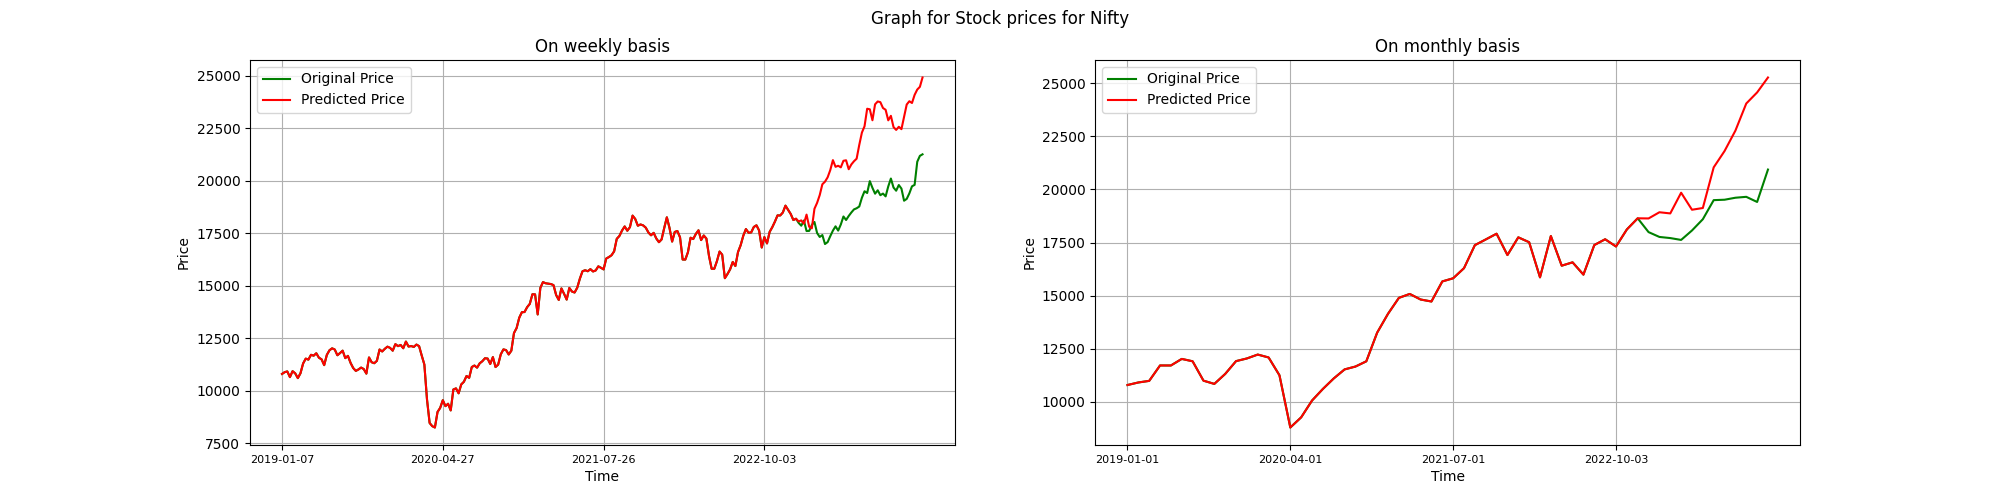 Graph for Stock prices for Nifty
On weekly basis
Original Price
Predicted Price
25000
22500
20000
17500
15000
12500
10000
7500
Price
2019-01-07
2020-04-27
2021-07-26
2022-10-03
Time
On monthly basis
Original Price
Predicted Price
25000
22500
20000
17500
15000
12500
10000
Price
2019-01-01
2020-04-01
2021-07-01
2022-10-03
Time